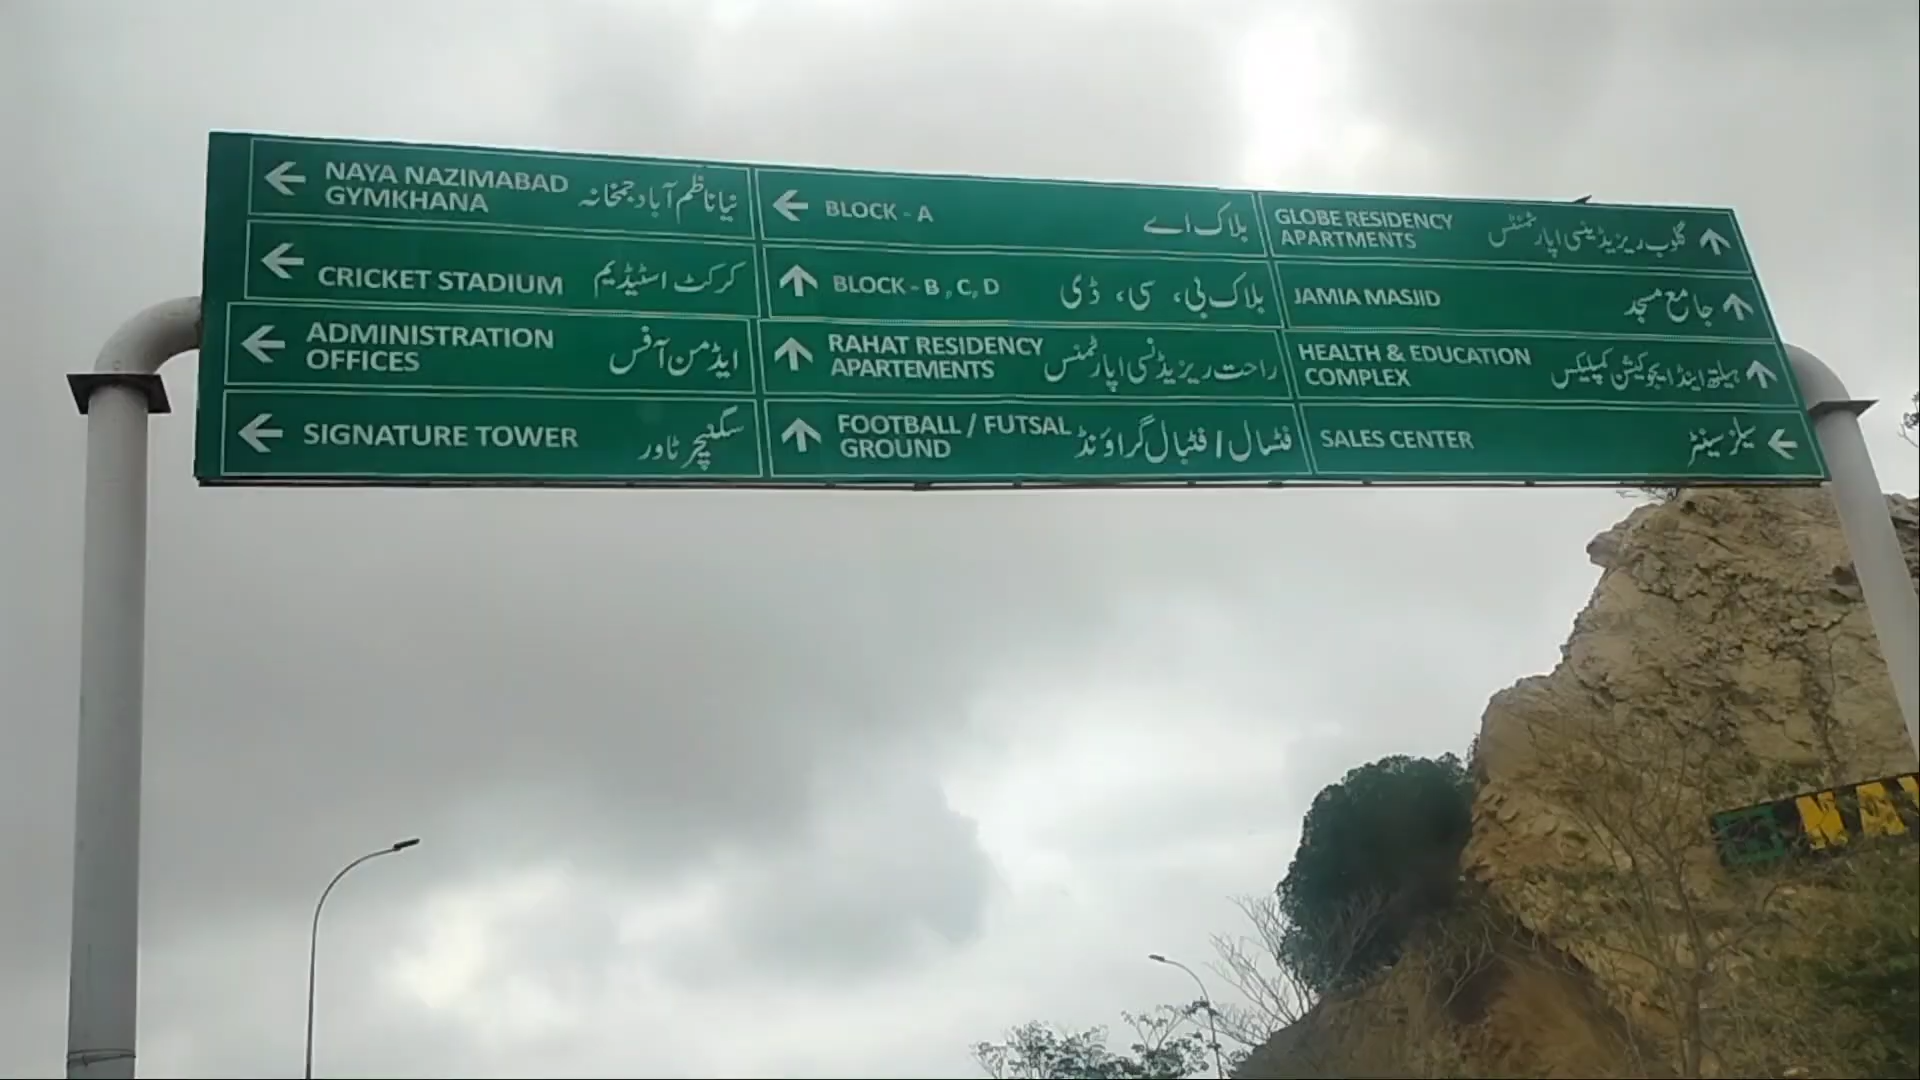 NAYA NAZIMABAD
GYMKHANA
نیا ناظم آباد جمخانہ
CRICKET STADIUM
کرکٹ اسٹیڈیم
ADMINISTRATION
OFFICES
ایڈمن آفس
SIGNATURE TOWER
سگنیچر ٹاور
BLOCK - A
بلاک اے
BLOCK - B , C, D
بلاک بی، سی، ڈی
RAHAT RESIDENCY
APARTEMENTS
راحت ریزیڈنسی اپارٹمنٹس
FOOTBALL / FUTSAL
GROUND
فٹسال / فٹبال گراؤنڈ
GLOBE RESIDENCY
APARTMENTS
گلوب ریزیڈینسی اپارٹمنٹس
JAMIA MASJID
جامع مسجد
HEALTH & EDUCATION
COMPLEX
ہیلتھ اینڈ ایجوکیشن کمپلیکس
SALES CENTER
سیلز سینٹر